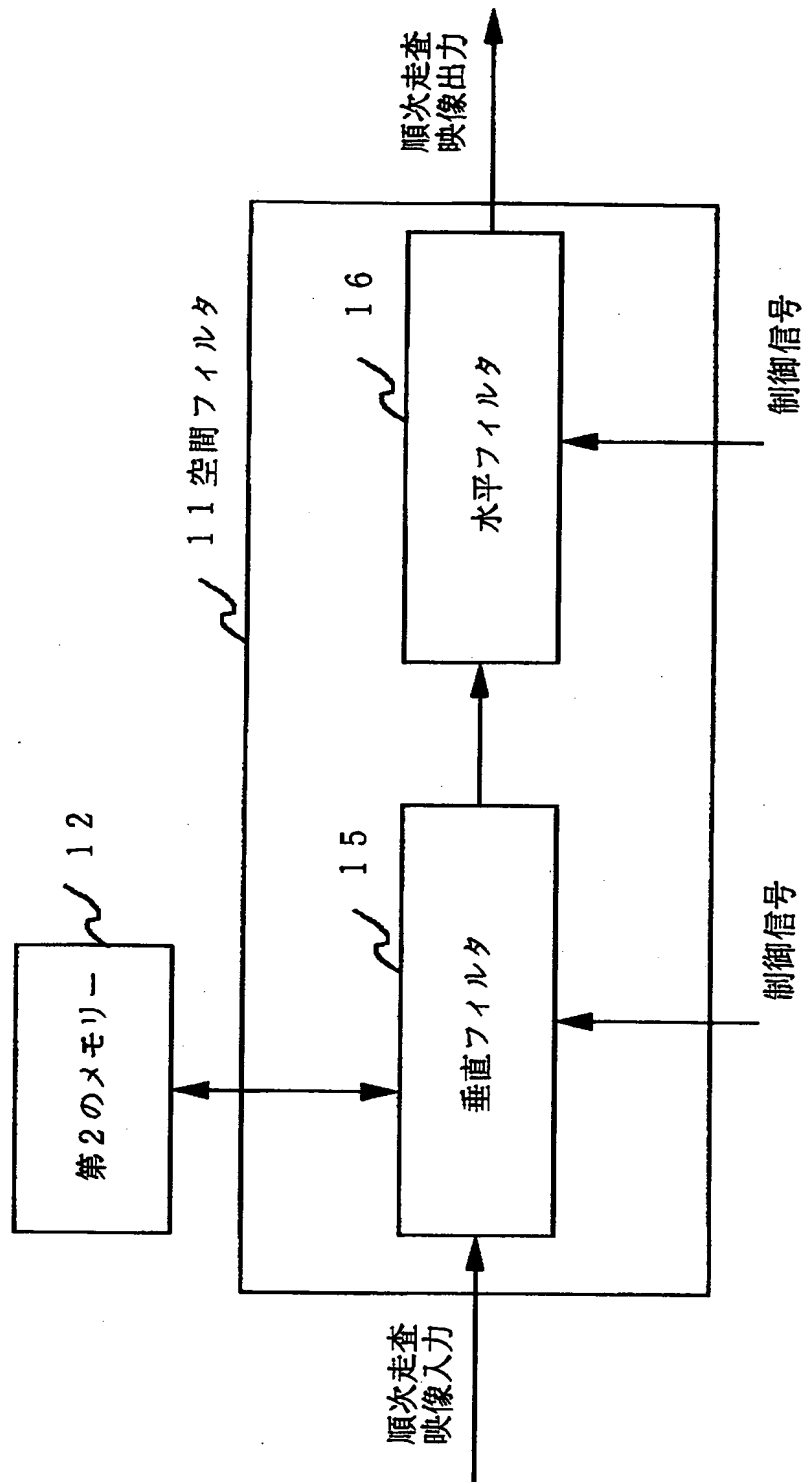 第2のメモリー
12
11空間フィルタ
順次走査
映像入力
垂直フィルタ
15
水平フィルタ
16
順次走査
映像出力
制御信号
制御信号